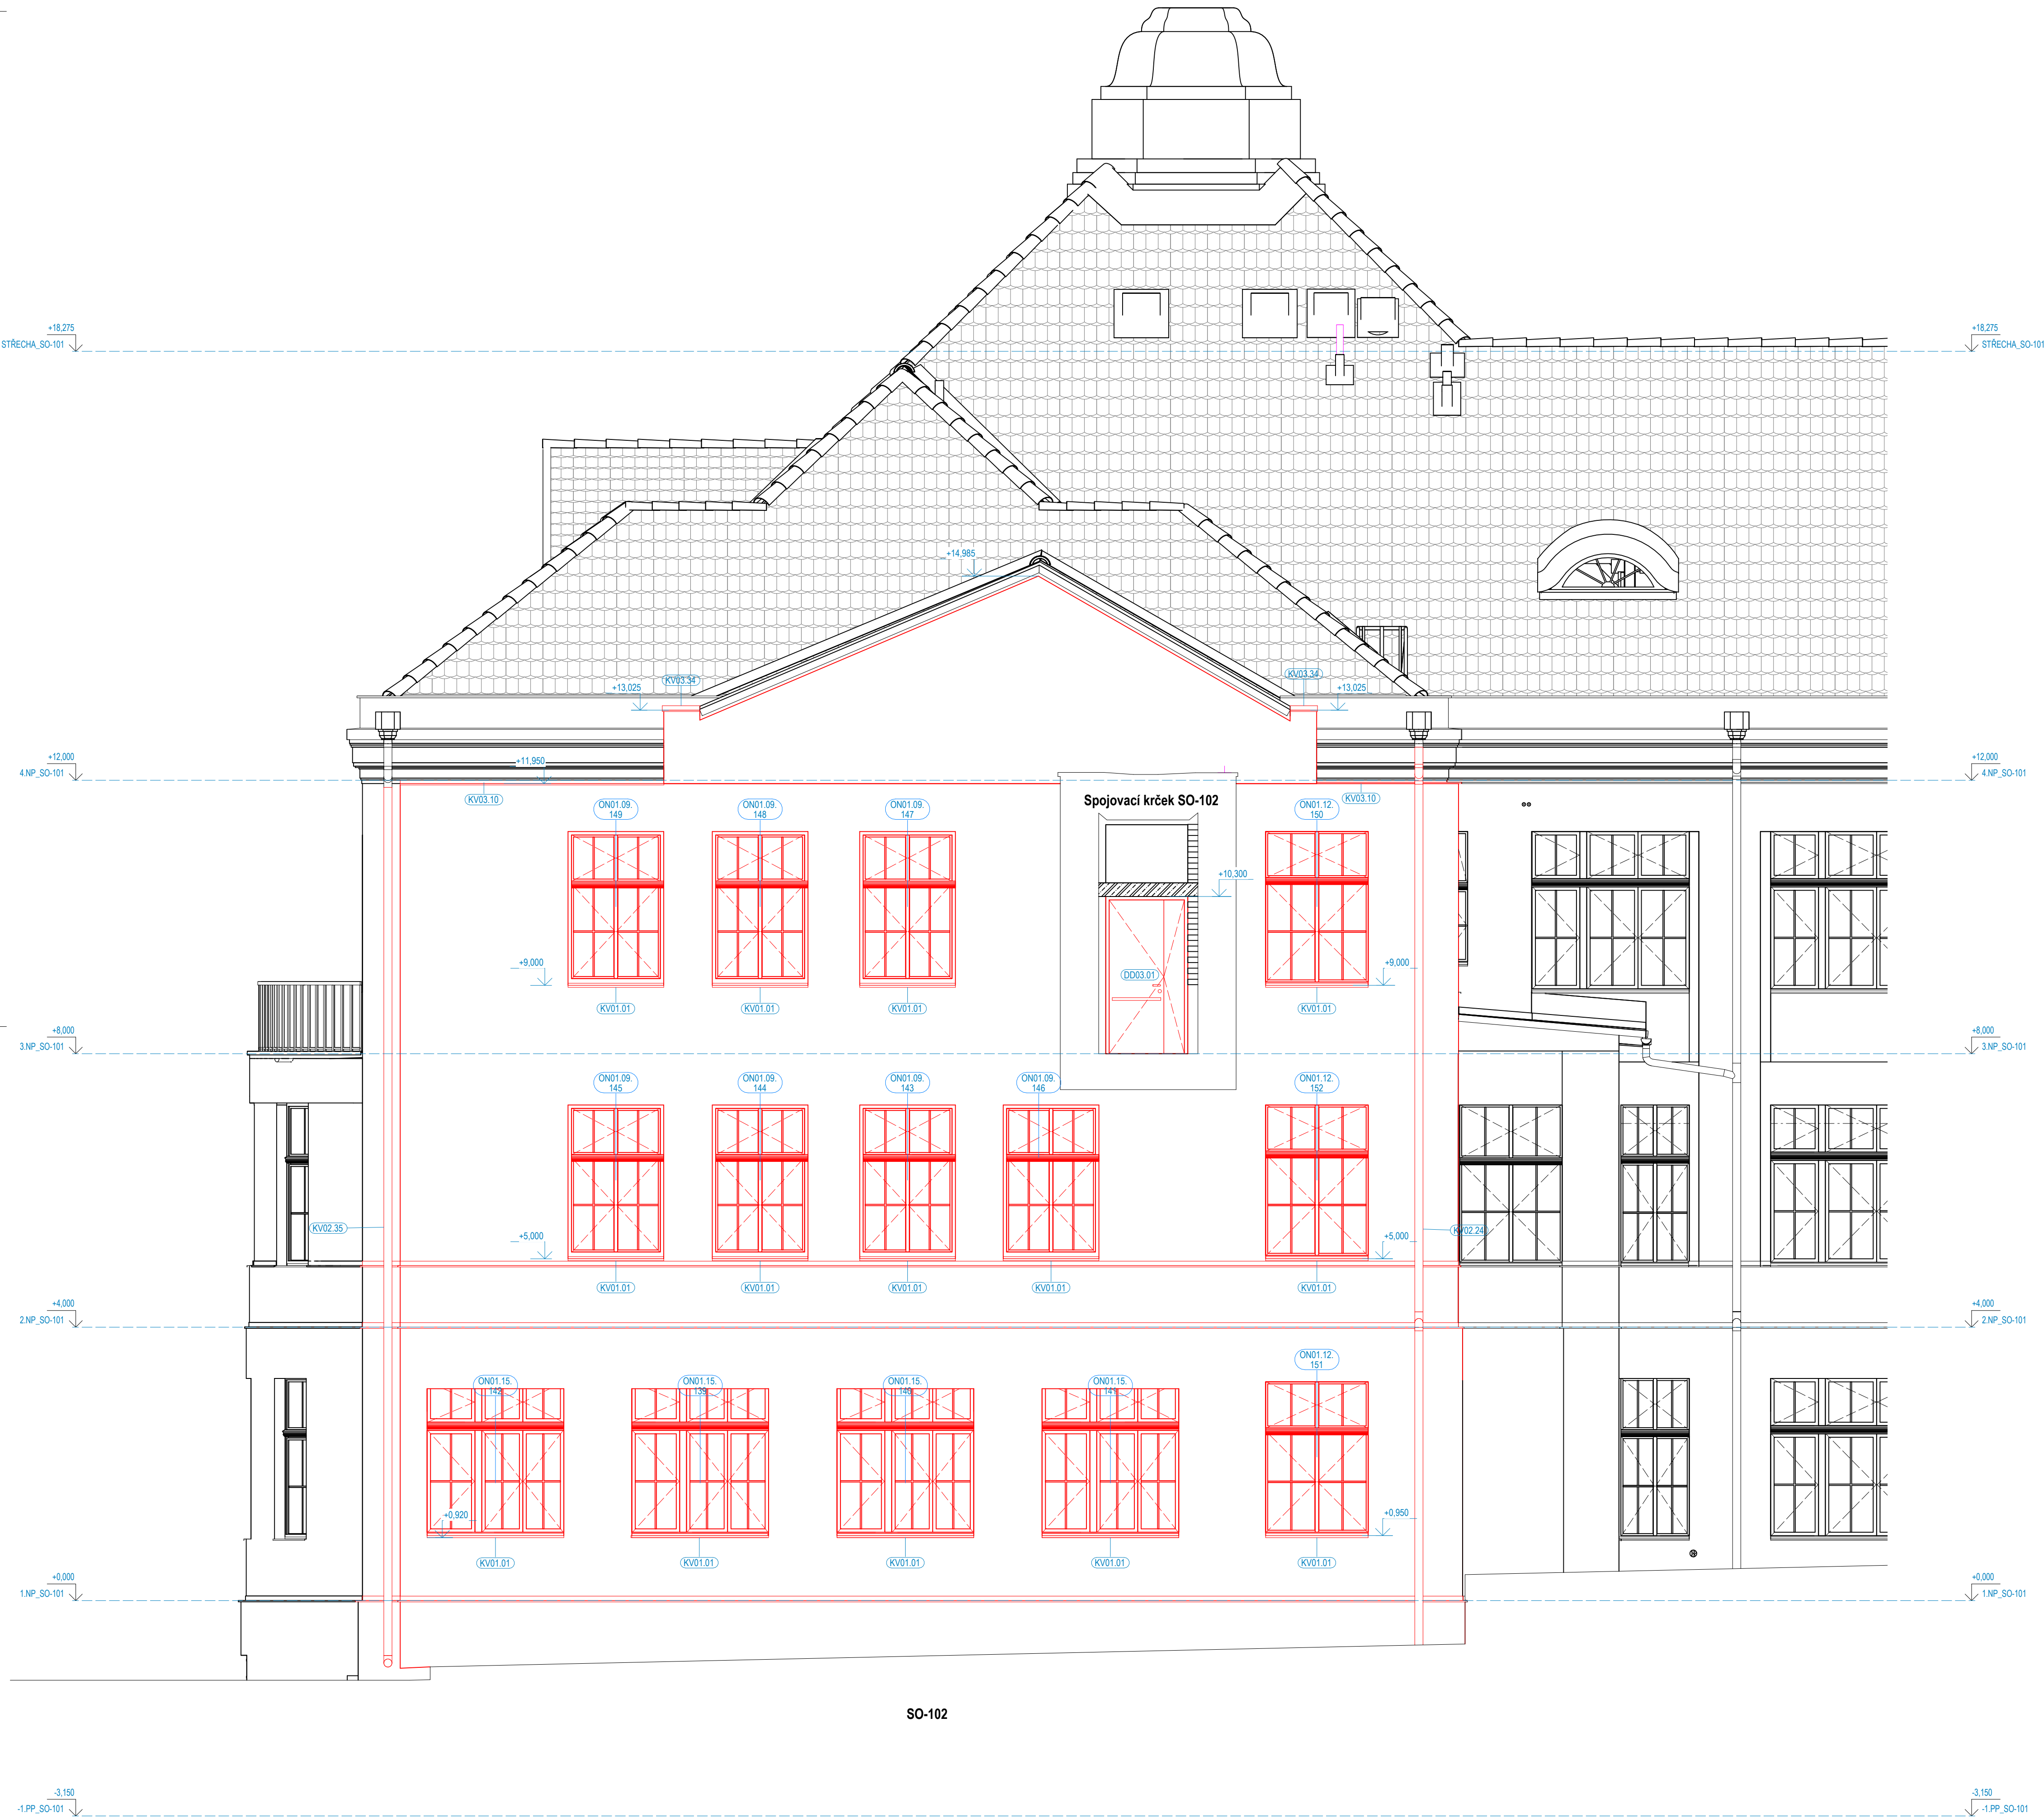 +18,275
STŘECHA_SO-101
+18,275
STŘECHA_SO-101
+14,985
KV03.34
KV03.34
+13,025
+13,025
+12,000
4.NP_SO-101
+11,950
+12,000
4.NP_SO-101
KV03.10
Spojovací krček SO-102
KV03.10
ON01.09.
149
ON01.09.
148
ON01.09.
147
ON01.12.
150
+10,300
+9,000
DD03.01
+9,000
KV01.01
KV01.01
KV01.01
KV01.01
+8,000
3.NP_SO-101
+8,000
3.NP_SO-101
ON01.09.
145
ON01.09.
144
ON01.09.
143
ON01.09.
146
ON01.12.
152
KV02.35
KV02.24
+5,000
+5,000
KV01.01
KV01.01
KV01.01
KV01.01
KV01.01
+4,000
2.NP_SO-101
+4,000
2.NP_SO-101
ON01.12.
151
ON01.15.
142
ON01.15.
139
ON01.15.
140
ON01.15.
141
+0,920
+0,950
KV01.01
KV01.01
KV01.01
KV01.01
KV01.01
+0,000
1.NP_SO-101
+0,000
1.NP_SO-101
SO-102
-3,150
-1.PP_SO-101
-3,150
-1.PP_SO-101